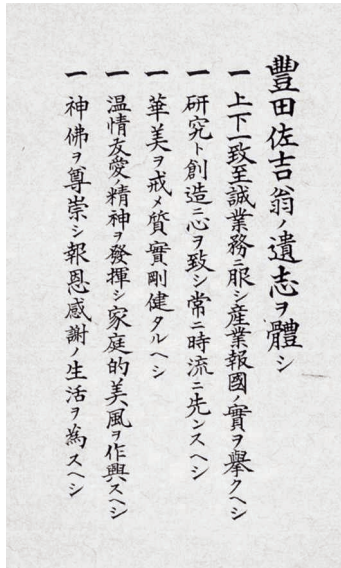 豐田佐吉翁ノ遺志ヲ體シ
一 上下一致至誠業務ニ服シ産業報國ノ實ヲ擧クヘシ
一 研究ト創造ニ心ヲ致シ常ニ時流ニ先ンスヘシ
一 華美ヲ戒メ質實剛健タルヘシ
一 温情友愛ノ精神ヲ發揮シ家庭的美風ヲ作興スヘシ
一 神佛ヲ尊崇シ報恩感謝ノ生活ヲ為スヘシ